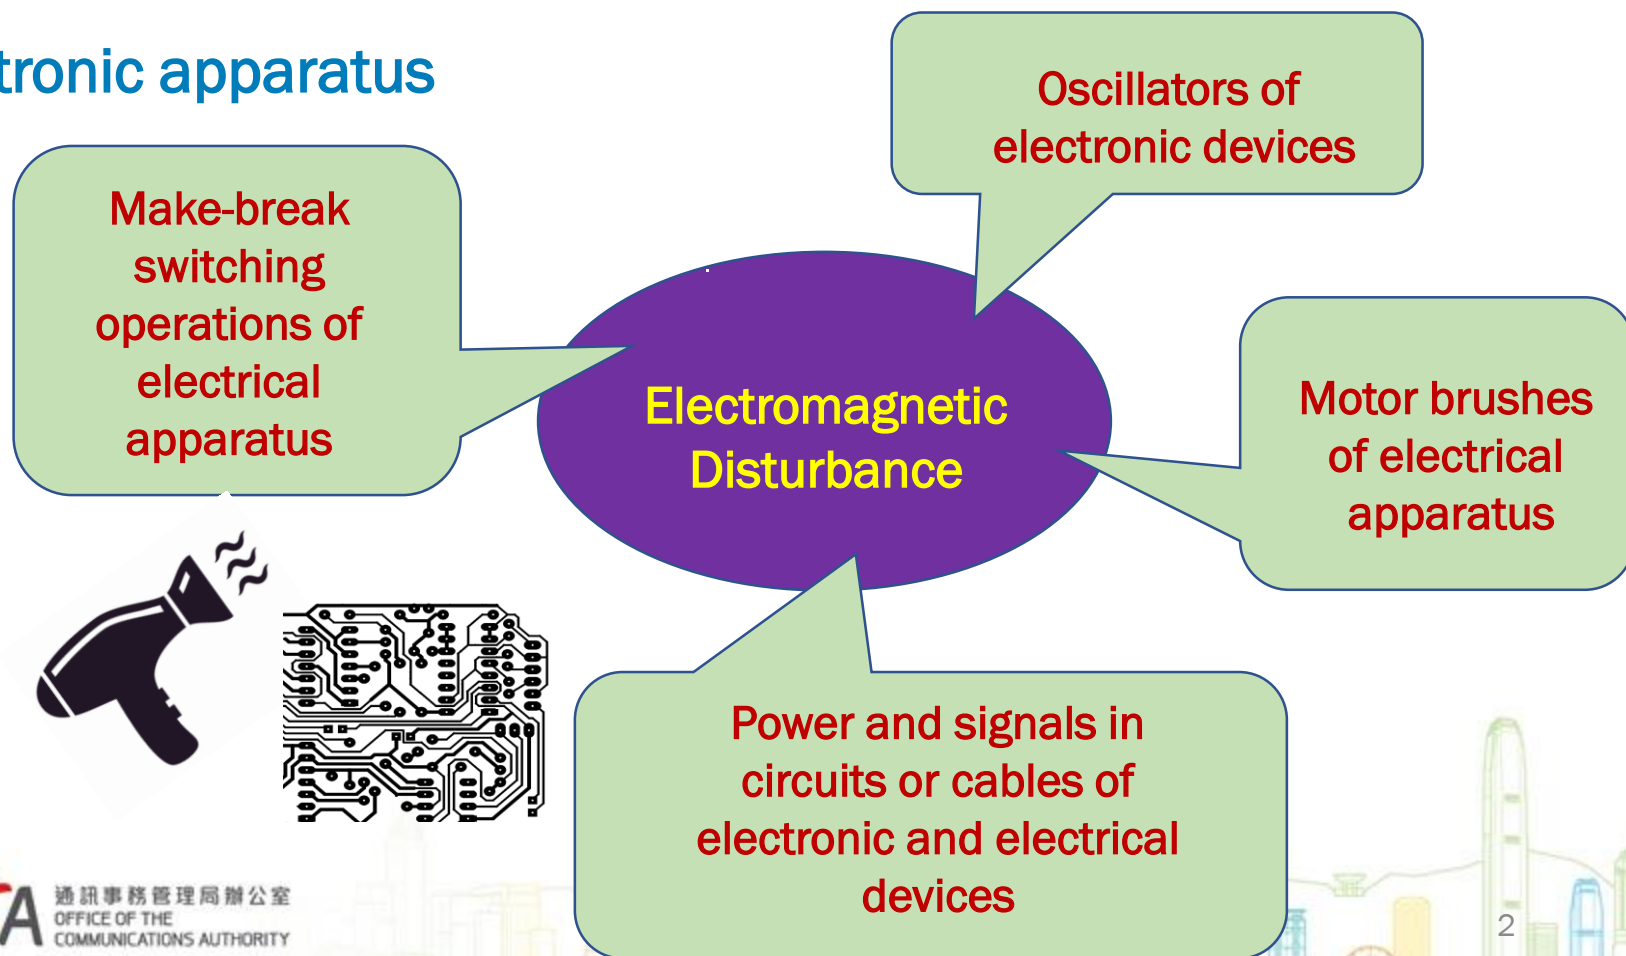 tronic apparatus
Oscillators of
electronic devices
Make-break
switching
operations of
electrical
apparatus
Electromagnetic
Disturbance
Motor brushes
of electrical
apparatus
Power and signals in
circuits or cables of
electronic and electrical
devices
A
通訊事務管理局辦公室
OFFICE OF THE
COMMUNICATIONS AUTHORITY
2